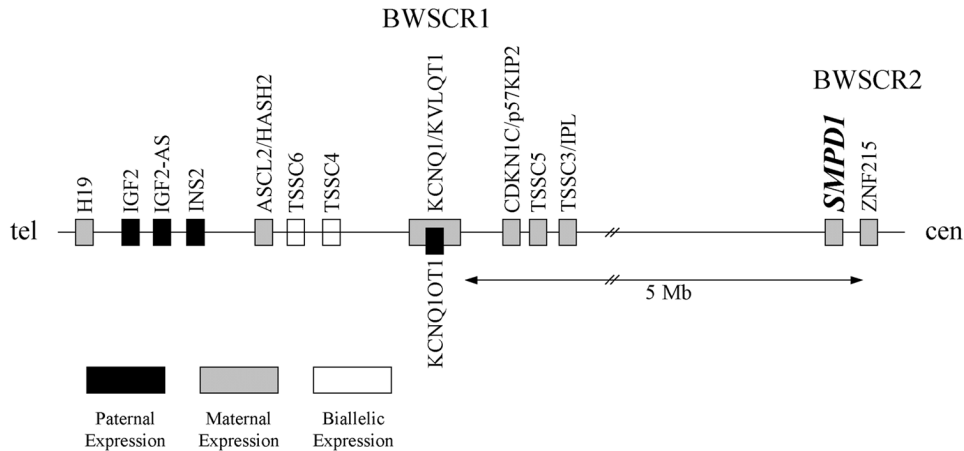 BWSCR1
BWSCR2
H19
IGF2
IGF2-AS
INS2
ASCL2/HASH2
TSSC6
TSSC4
KCNQ1/KVLQT1
CDKN1C/p57KIP2
TSSC5
TSSC3/IPL
SMPD1
ZNF215
tel
cen
KCNQ1OT1
5 Mb
Paternal
Expression
Maternal
Expression
Biallelic
Expression